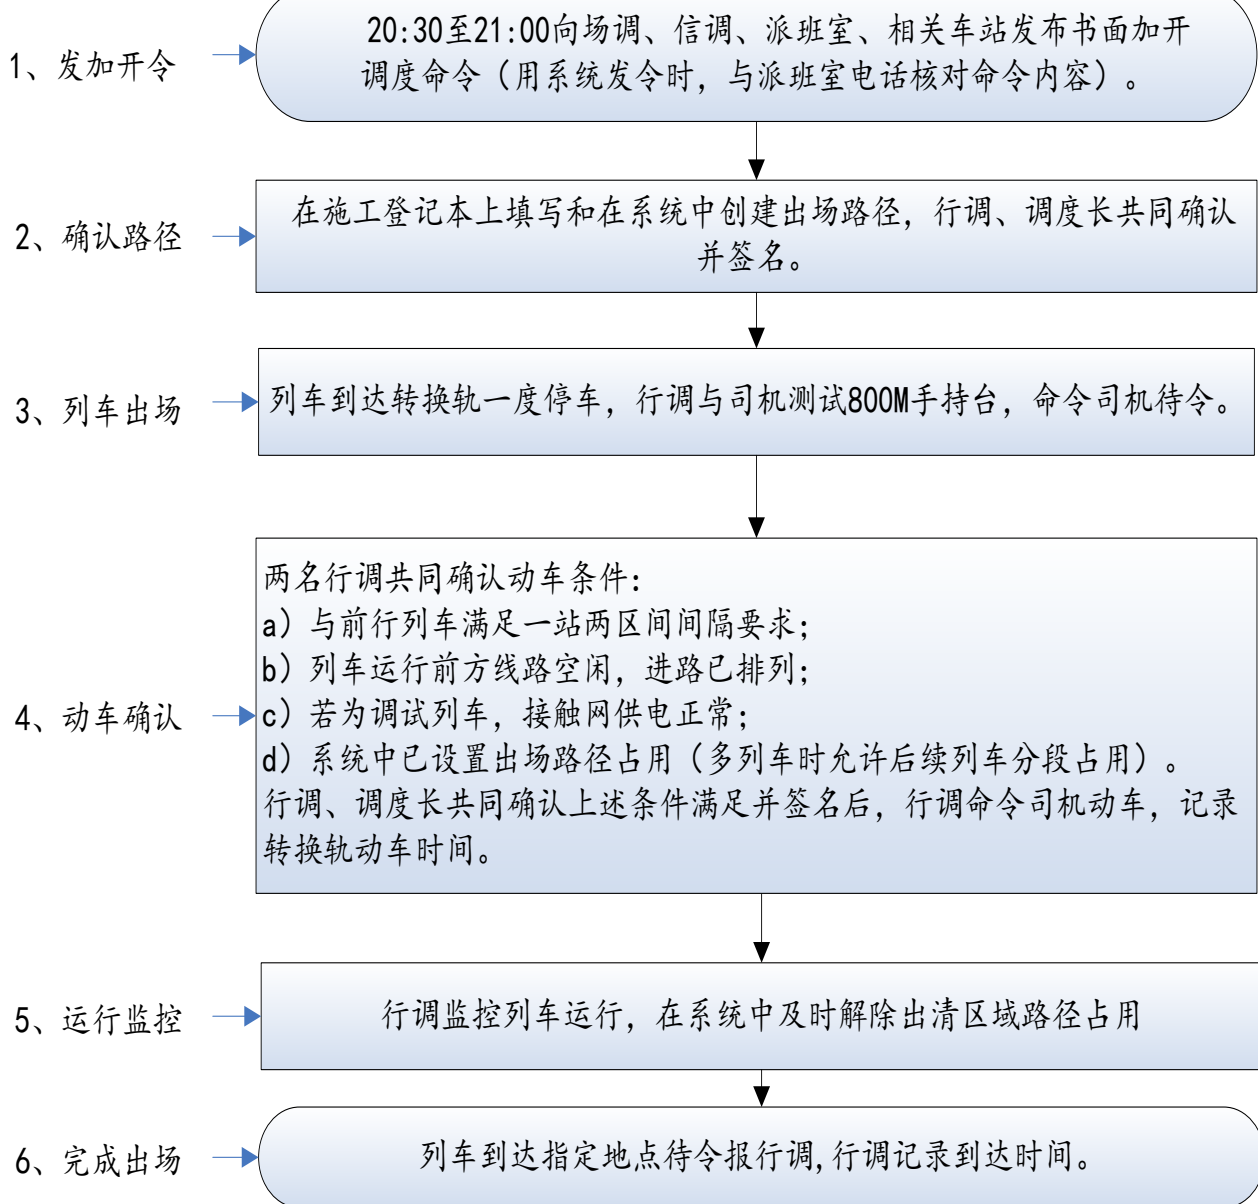 1、发加开令
20:30至21:00向场调、信调、派班室、相关车站发布书面加开
调度命令（用系统发令时，与派班室电话核对命令内容）。
2、确认路径
在施工登记本上填写和在系统中创建出场路径，行调、调度长共同确认
并签名。
3、列车出场
列车到达转换轨一度停车，行调与司机测试800M手持台，命令司机待令。
4、动车确认
两名行调共同确认动车条件：
a）与前行列车满足一站两区间间隔要求；
b）列车运行前方线路空闲，进路已排列；
c）若为调试列车，接触网供电正常；
d）系统中已设置出场路径占用（多列车时允许后续列车分段占用）。
行调、调度长共同确认上述条件满足并签名后，行调命令司机动车，记录
转换轨动车时间。
5、运行监控
行调监控列车运行，在系统中及时解除出清区域路径占用
6、完成出场
列车到达指定地点待令报行调,行调记录到达时间。